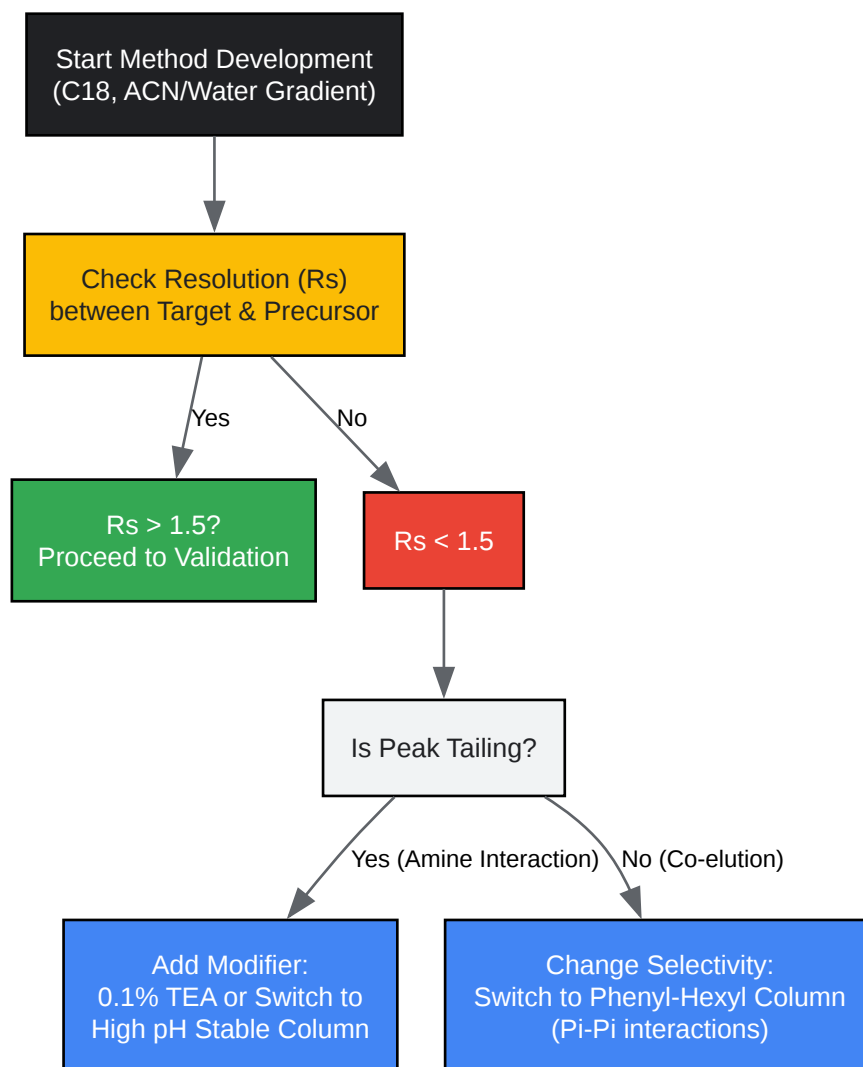 Start Method Development
(C18, ACN/Water Gradient)
Check Resolution (Rs)
between Target & Precursor
Yes
No
Rs > 1.5?
Proceed to Validation
Rs < 1.5
Is Peak Tailing?
Yes (Amine Interaction)
No (Co-elution)
Add Modifier:
0.1% TEA or Switch to
High pH Stable Column
Change Selectivity:
Switch to Phenyl-Hexyl Column
(Pi-Pi interactions)